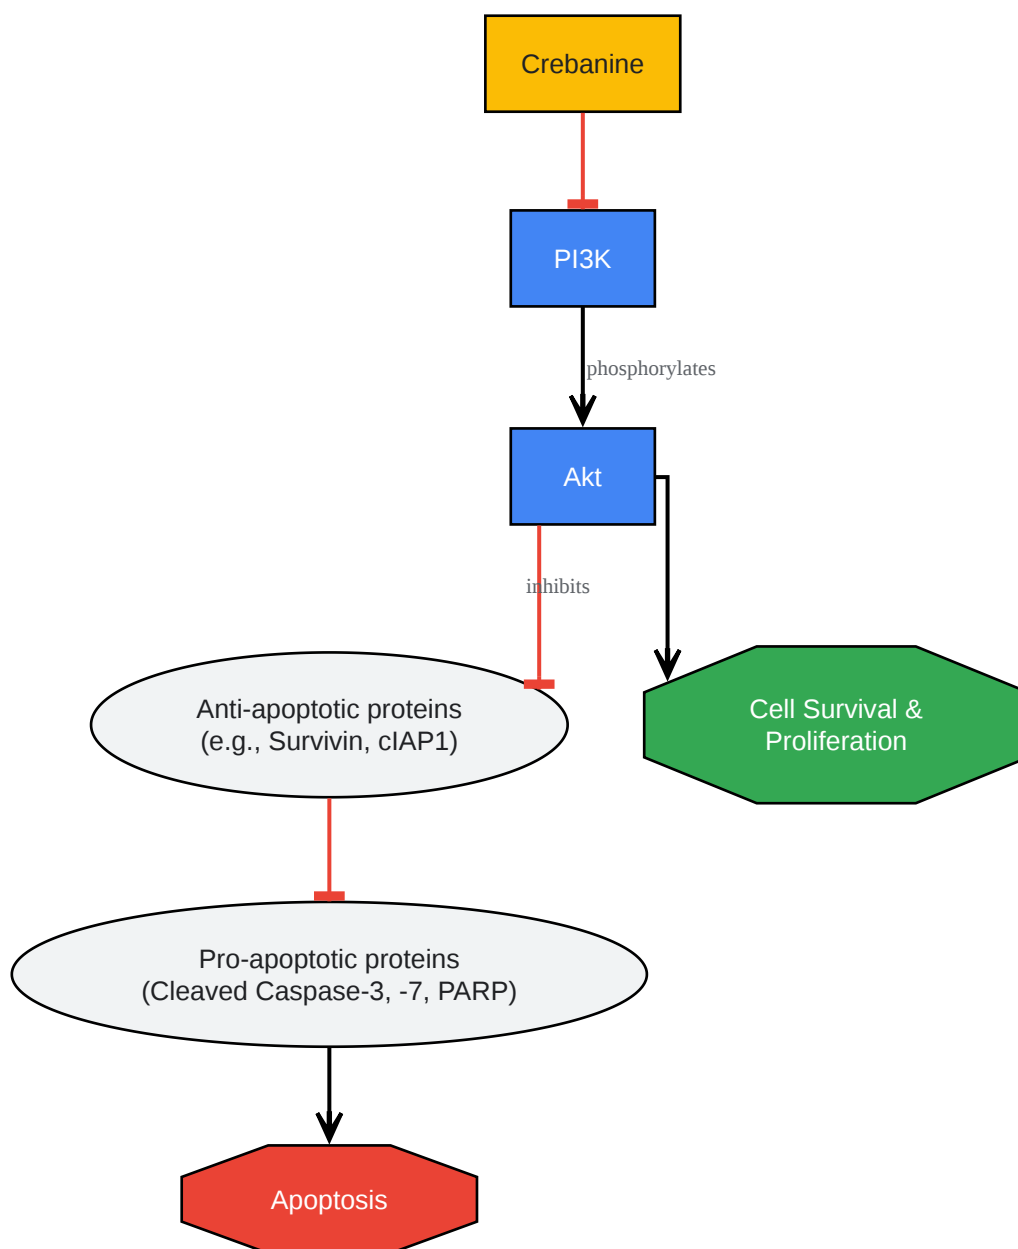 Crebanine
PI3K
phosphorylates
Akt
inhibits
Anti-apoptotic proteins
(e.g., Survivin, cIAP1)
Cell Survival &
Proliferation
Pro-apoptotic proteins
(Cleaved Caspase-3, -7, PARP)
Apoptosis